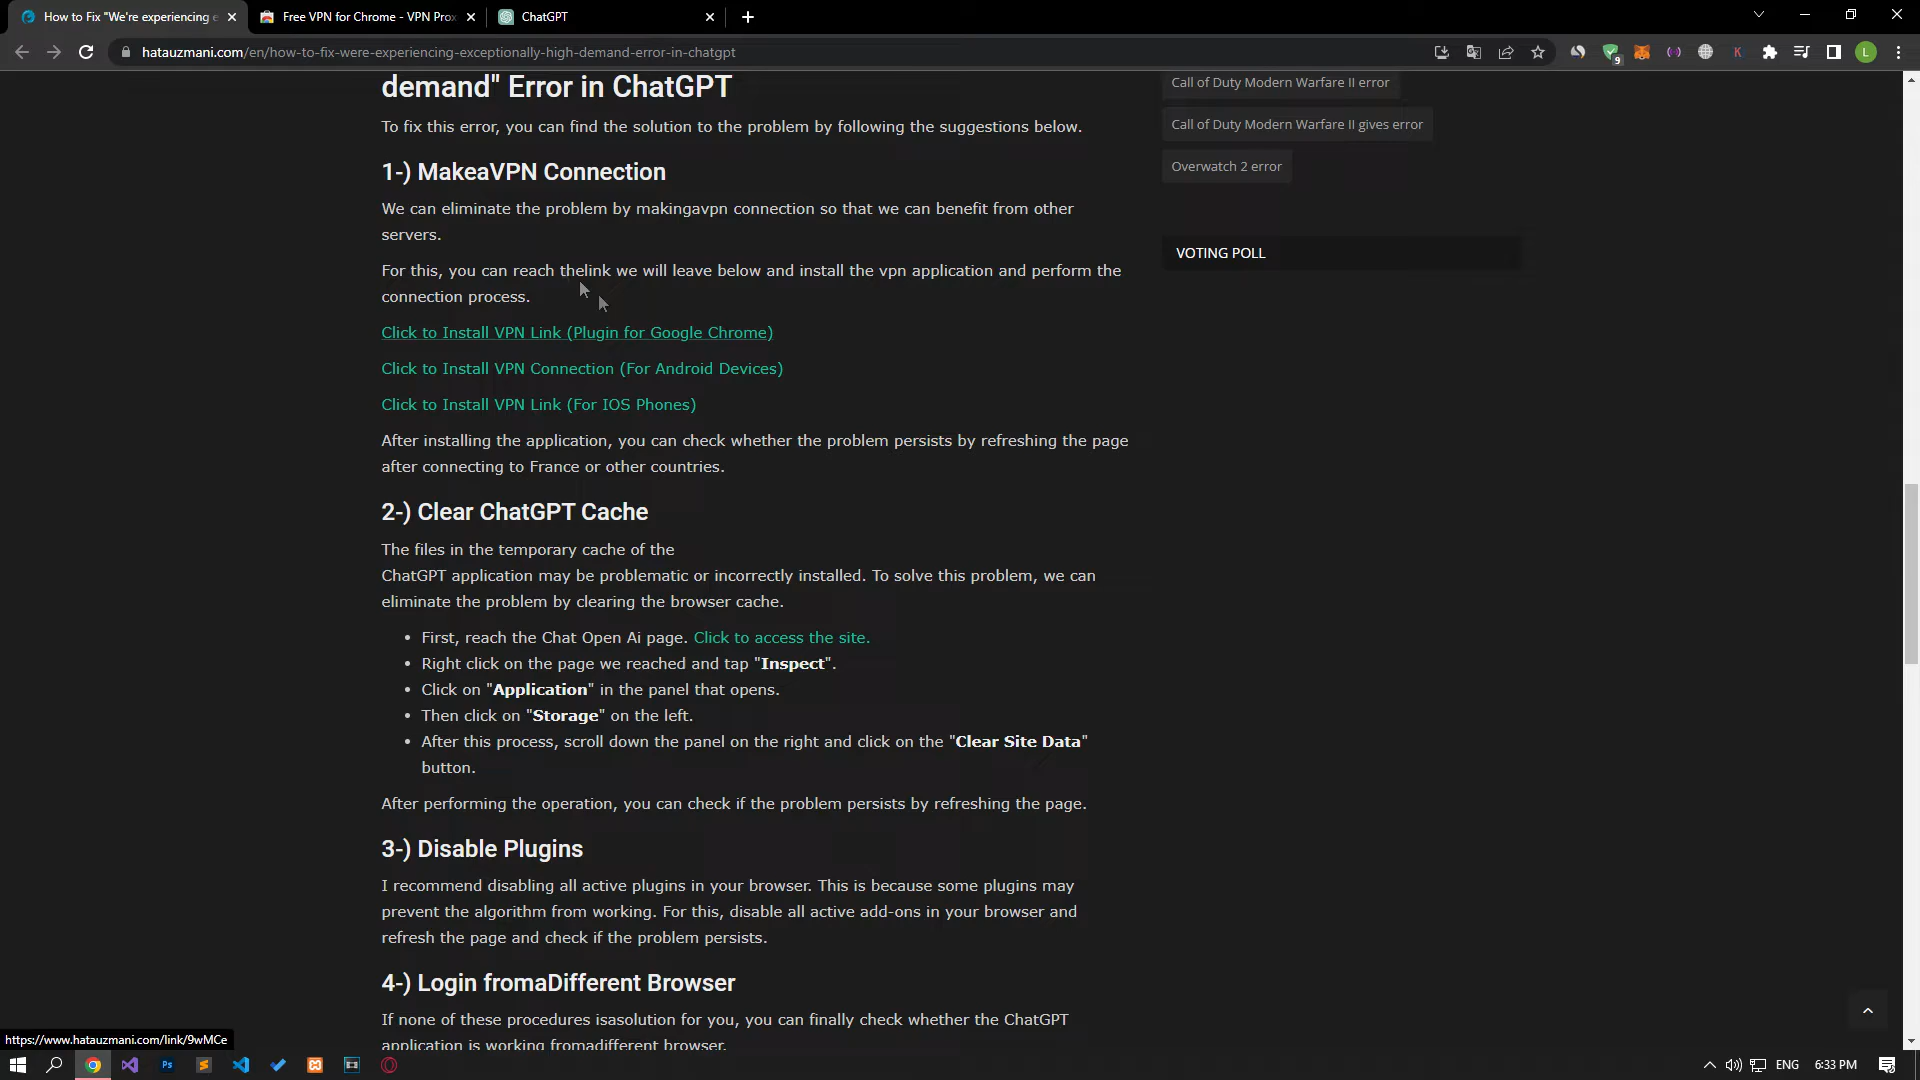 How to Fix "We're experiencing e
Free VPN for Chrome - VPN Prox
ChatGPT
hatauzmani.com/en/how-to-fix-were-experiencing-exceptionally-high-demand-error-in-chatgpt
9
K
L
demand" Error in ChatGPT
To fix this error, you can find the solution to the problem by following the suggestions below.
1-) MakeaVPN Connection
We can eliminate the problem by makingavpn connection so that we can benefit from other
servers.
For this, you can reach thelink we will leave below and install the vpn application and perform the
connection process.
Click to Install VPN Link (Plugin for Google Chrome)
Click to Install VPN Connection (For Android Devices)
Click to Install VPN Link (For IOS Phones)
After installing the application, you can check whether the problem persists by refreshing the page
after connecting to France or other countries.
2-) Clear ChatGPT Cache
The files in the temporary cache of the
ChatGPT application may be problematic or incorrectly installed. To solve this problem, we can
eliminate the problem by clearing the browser cache.
First, reach the Chat Open Ai page. Click to access the site.
Right click on the page we reached and tap "Inspect".
Click on "Application" in the panel that opens.
Then click on "Storage" on the left.
After this process, scroll down the panel on the right and click on the "Clear Site Data"
button.
After performing the operation, you can check if the problem persists by refreshing the page.
3-) Disable Plugins
I recommend disabling all active plugins in your browser. This is because some plugins may
prevent the algorithm from working. For this, disable all active add-ons in your browser and
refresh the page and check if the problem persists.
4-) Login fromaDifferent Browser
If none of these procedures isasolution for you, you can finally check whether the ChatGPT
application is working fromadifferent browser.
Call of Duty Modern Warfare II error
Call of Duty Modern Warfare II gives error
Overwatch 2 error
VOTING POLL
https://www.hatauzmani.com/link/9wMCe
Ps
ENG
6:33 PM